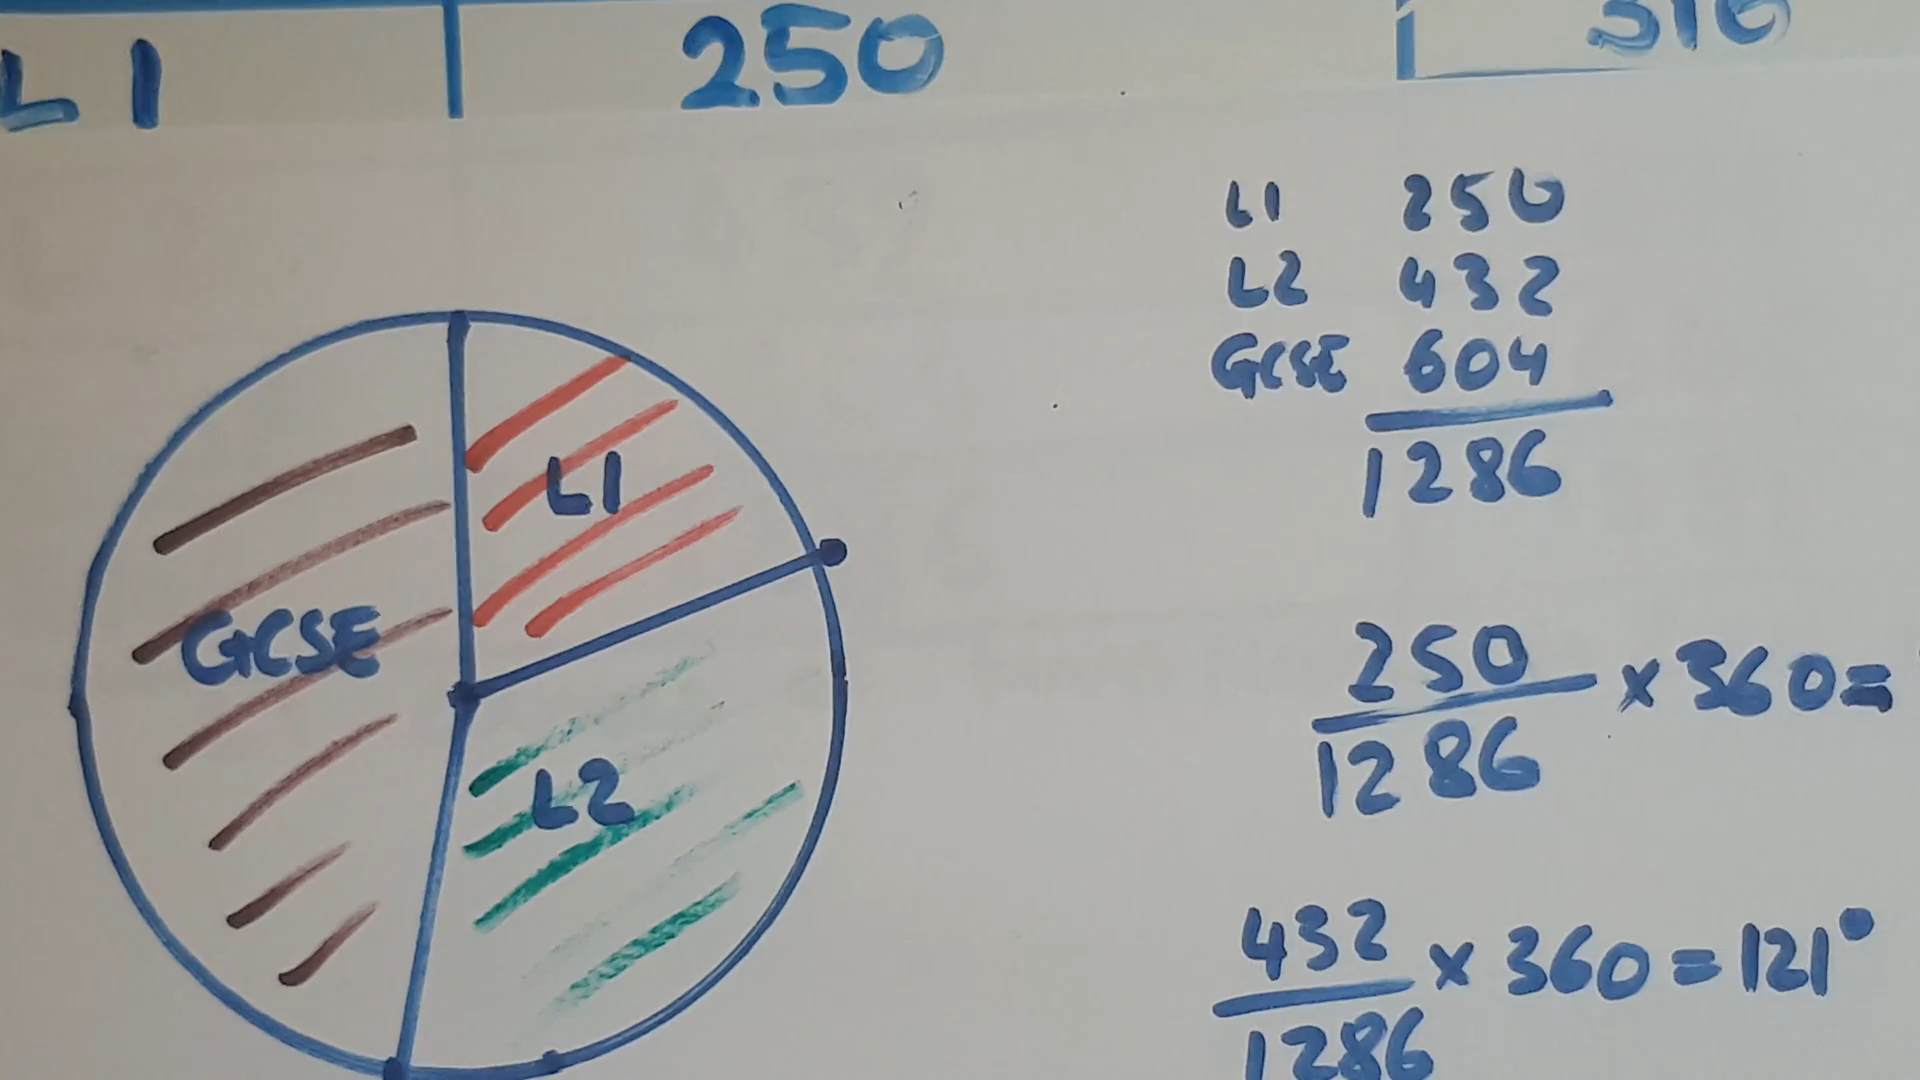 L1 250
L1 250
L2 432
GCSE 604
1286
L1
GCSE
L2
250
1286
× 360 =
432
1286
× 360 = 121°